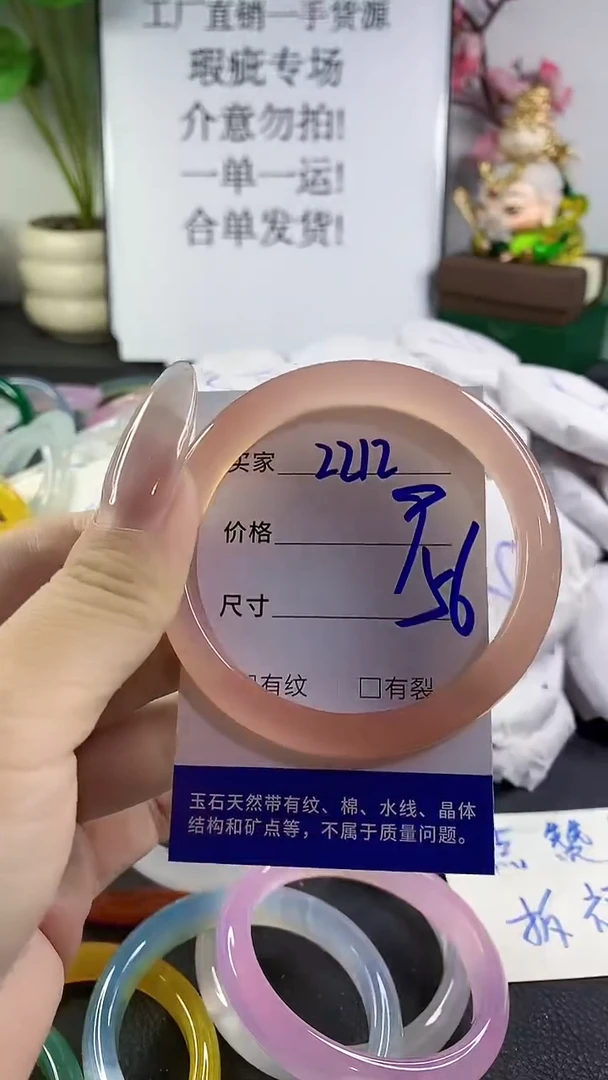 工厂直销一手货源
瑕疵专场
介意勿拍!
一单一运!
合单发货!
买家 2212
价格
尺寸 56
有纹 □有裂
玉石天然带有纹、棉、水线、晶体
结构和矿点等，不属于质量问题。
点
拆